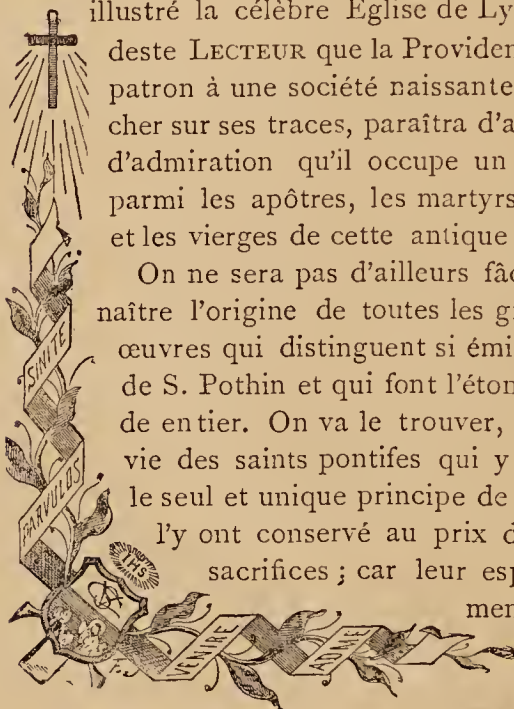 illustré la célèbre Eglise de Ly
deste LECTEUR que la Providen
patron à une société naissante
cher sur ses traces, paraîtra d'a
d'admiration qu'il occupe un
parmi les apôtres, les martyrs
et les vierges de cette antique
On ne sera pas d'ailleurs fâc
naître l'origine de toutes les g
œuvres qui distinguent si émi
de S. Pothin et qui font l'éton
de entier. On va le trouver,
vie des saints pontifes qui y
le seul et unique principe de
l'y ont conservé au prix d
sacrifices ; car leur esp
men
SINITE
PARVULOS
IHS
VENIRE
AD ME